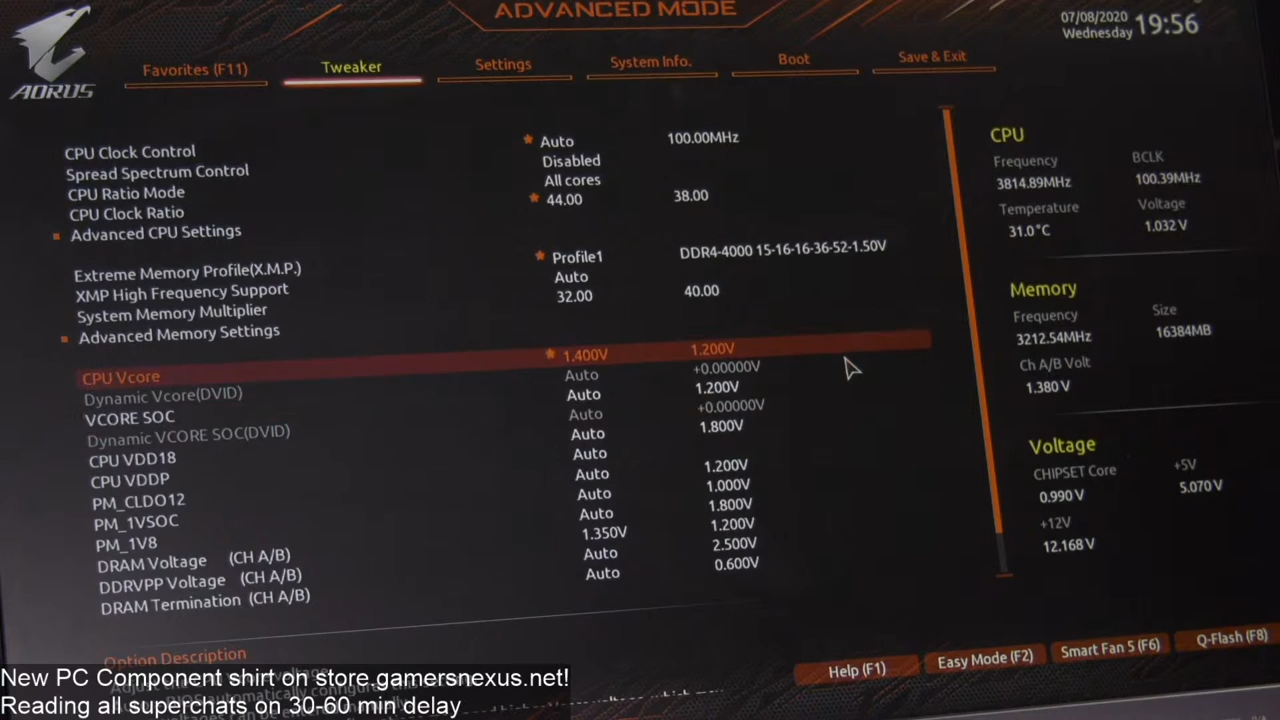 ADVANCED MODE
07/08/2020 Wednesday 19:56
AORUS
Favorites (F11) Tweaker Settings System Info. Boot Save & Exit
CPU Clock Control Auto 100.00MHz
Spread Spectrum Control Disabled
CPU Ratio Mode All cores
CPU Clock Ratio 44.00 38.00
Advanced CPU Settings
Extreme Memory Profile(X.M.P.) Profile1 DDR4-4000 15-16-16-36-52-1.50V
XMP High Frequency Support Auto
System Memory Multiplier 32.00 40.00
Advanced Memory Settings
CPU Vcore 1.400V 1.200V
Dynamic Vcore(DVID) Auto +0.00000V
VCORE SOC Auto 1.200V
Dynamic VCORE SOC(DVID) Auto +0.00000V
CPU VDD18 Auto 1.800V
CPU VDDP Auto
PM_CLDO12 Auto 1.200V
PM_1VSOC Auto 1.000V
PM_1V8 Auto 1.800V
DRAM Voltage (CH A/B) 1.350V 1.200V
DDRVPP Voltage (CH A/B) Auto 2.500V
DRAM Termination (CH A/B) Auto 0.600V
CPU
Frequency BCLK
3814.89MHz 100.39MHz
Temperature Voltage
31.0°C 1.032 V
Memory
Frequency Size
3212.54MHz 16384MB
Ch A/B Volt
1.380 V
Voltage
CHIPSET Core +5V
0.990 V 5.070 V
+12V
12.168 V
Option Description
Help (F1) Easy Mode (F2) Smart Fan 5 (F6) Q-Flash (F8)
New PC Component shirt on store.gamersnexus.net!
Reading all superchats on 30-60 min delay